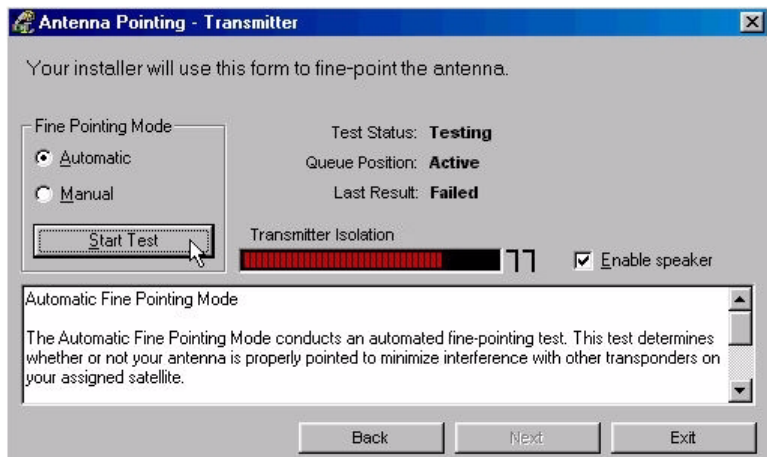 Antenna Pointing - Transmitter
Your installer will use this form to fine-point the antenna.
Fine Pointing Mode
Automatic
Manual
Start Test
Test Status: Testing
Queue Position: Active
Last Result: Failed
Transmitter Isolation
77
Enable speaker
Automatic Fine Pointing Mode
The Automatic Fine Pointing Mode conducts an automated fine-pointing test. This test determines
whether or not your antenna is properly pointed to minimize interference with other transponders on
your assigned satellite.
Back
Next
Exit